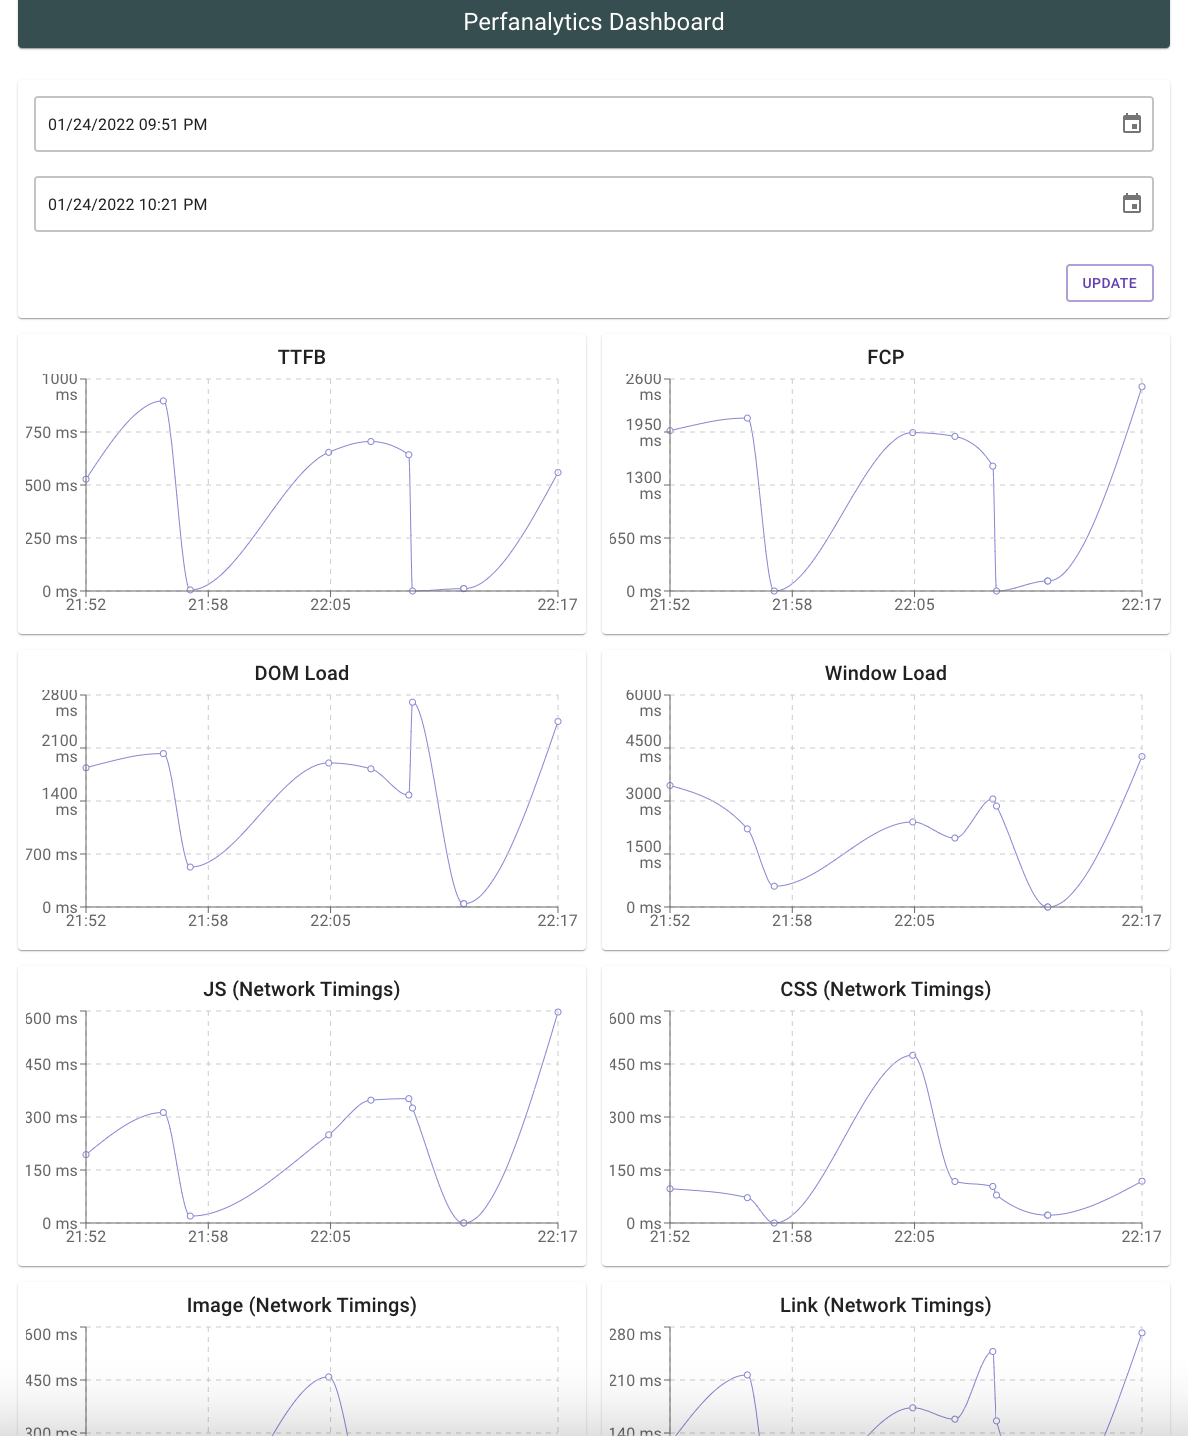 Perfanalytics Dashboard
01/24/2022 09:51 PM
01/24/2022 10:21 PM
UPDATE
TTFB
1000
ms
750 ms
500 ms
250 ms
0 ms
21:52 21:58 22:05 22:17
FCP
2600
ms
1950
ms
1300
ms
650 ms
0 ms
21:52 21:58 22:05 22:17
DOM Load
2800
ms
2100
ms
1400
ms
700 ms
0 ms
21:52 21:58 22:05 22:17
Window Load
6000
ms
4500
ms
3000
ms
1500
ms
0 ms
21:52 21:58 22:05 22:17
JS (Network Timings)
600 ms
450 ms
300 ms
150 ms
0 ms
21:52 21:58 22:05 22:17
CSS (Network Timings)
600 ms
450 ms
300 ms
150 ms
0 ms
21:52 21:58 22:05 22:17
Image (Network Timings)
600 ms
450 ms
300 ms
Link (Network Timings)
280 ms
210 ms
140 ms